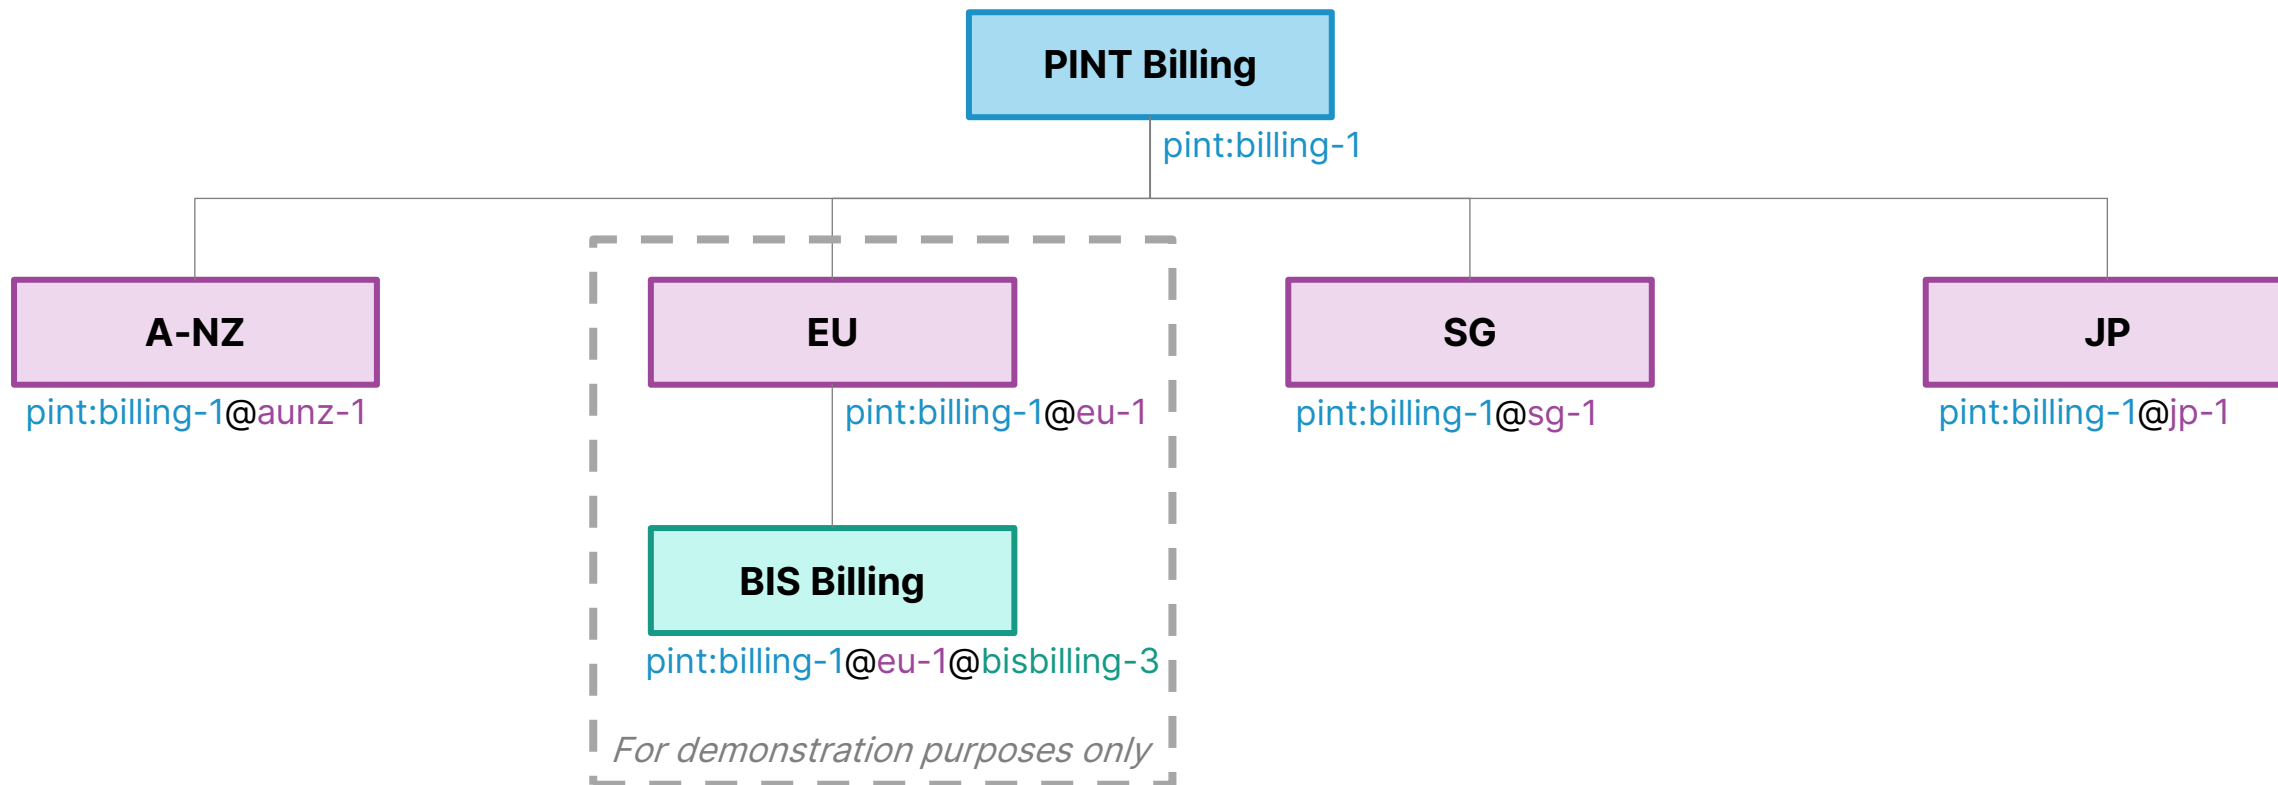 PINT Billing
pint:billing-1
A-NZ
EU
SG
JP
pint:billing-1@aunz-1
pint:billing-1@eu-1
pint:billing-1@sg-1
pint:billing-1@jp-1
BIS Billing
pint:billing-1@eu-1@bisbilling-3
For demonstration purposes only